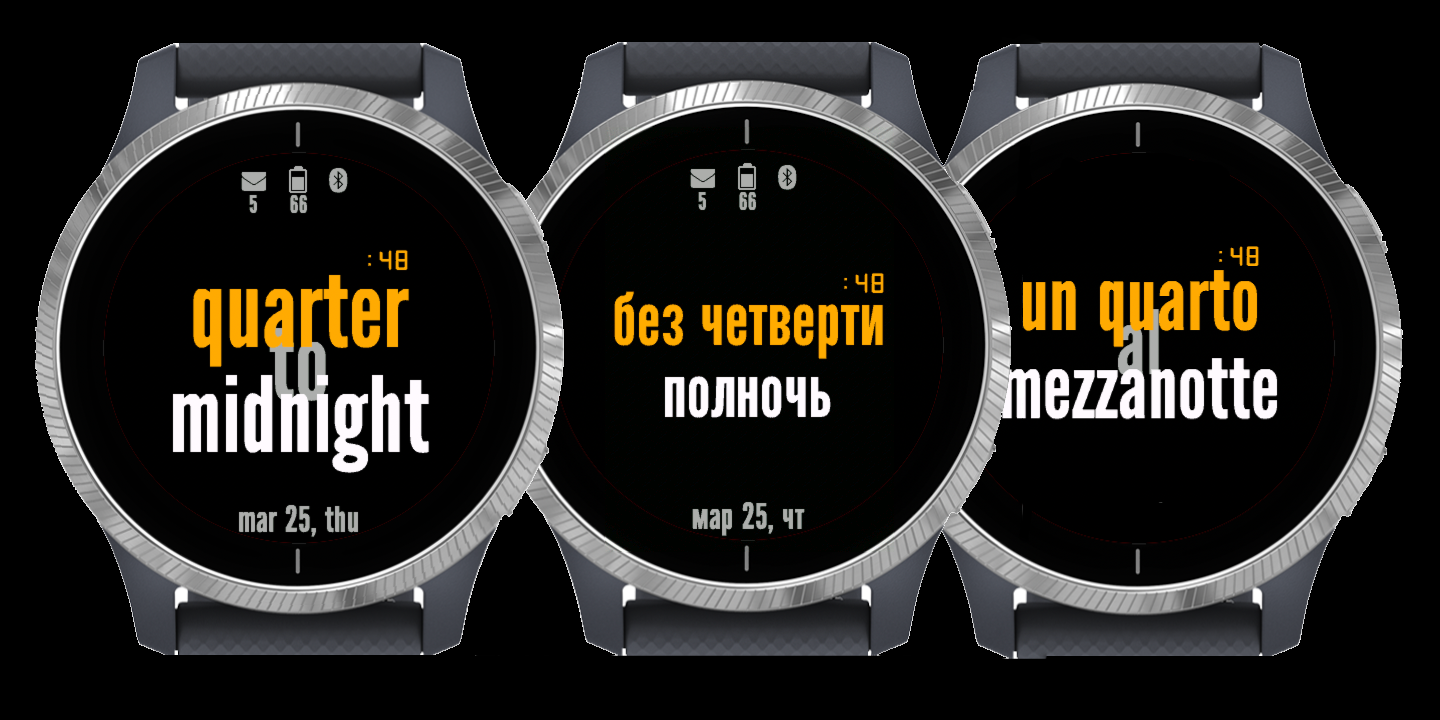 5 66
:48
quarter
to
midnight
mar 25, thu
5 66
:48
без четверти
полночь
мар 25, чт
:48
un quarto
al
mezzanotte